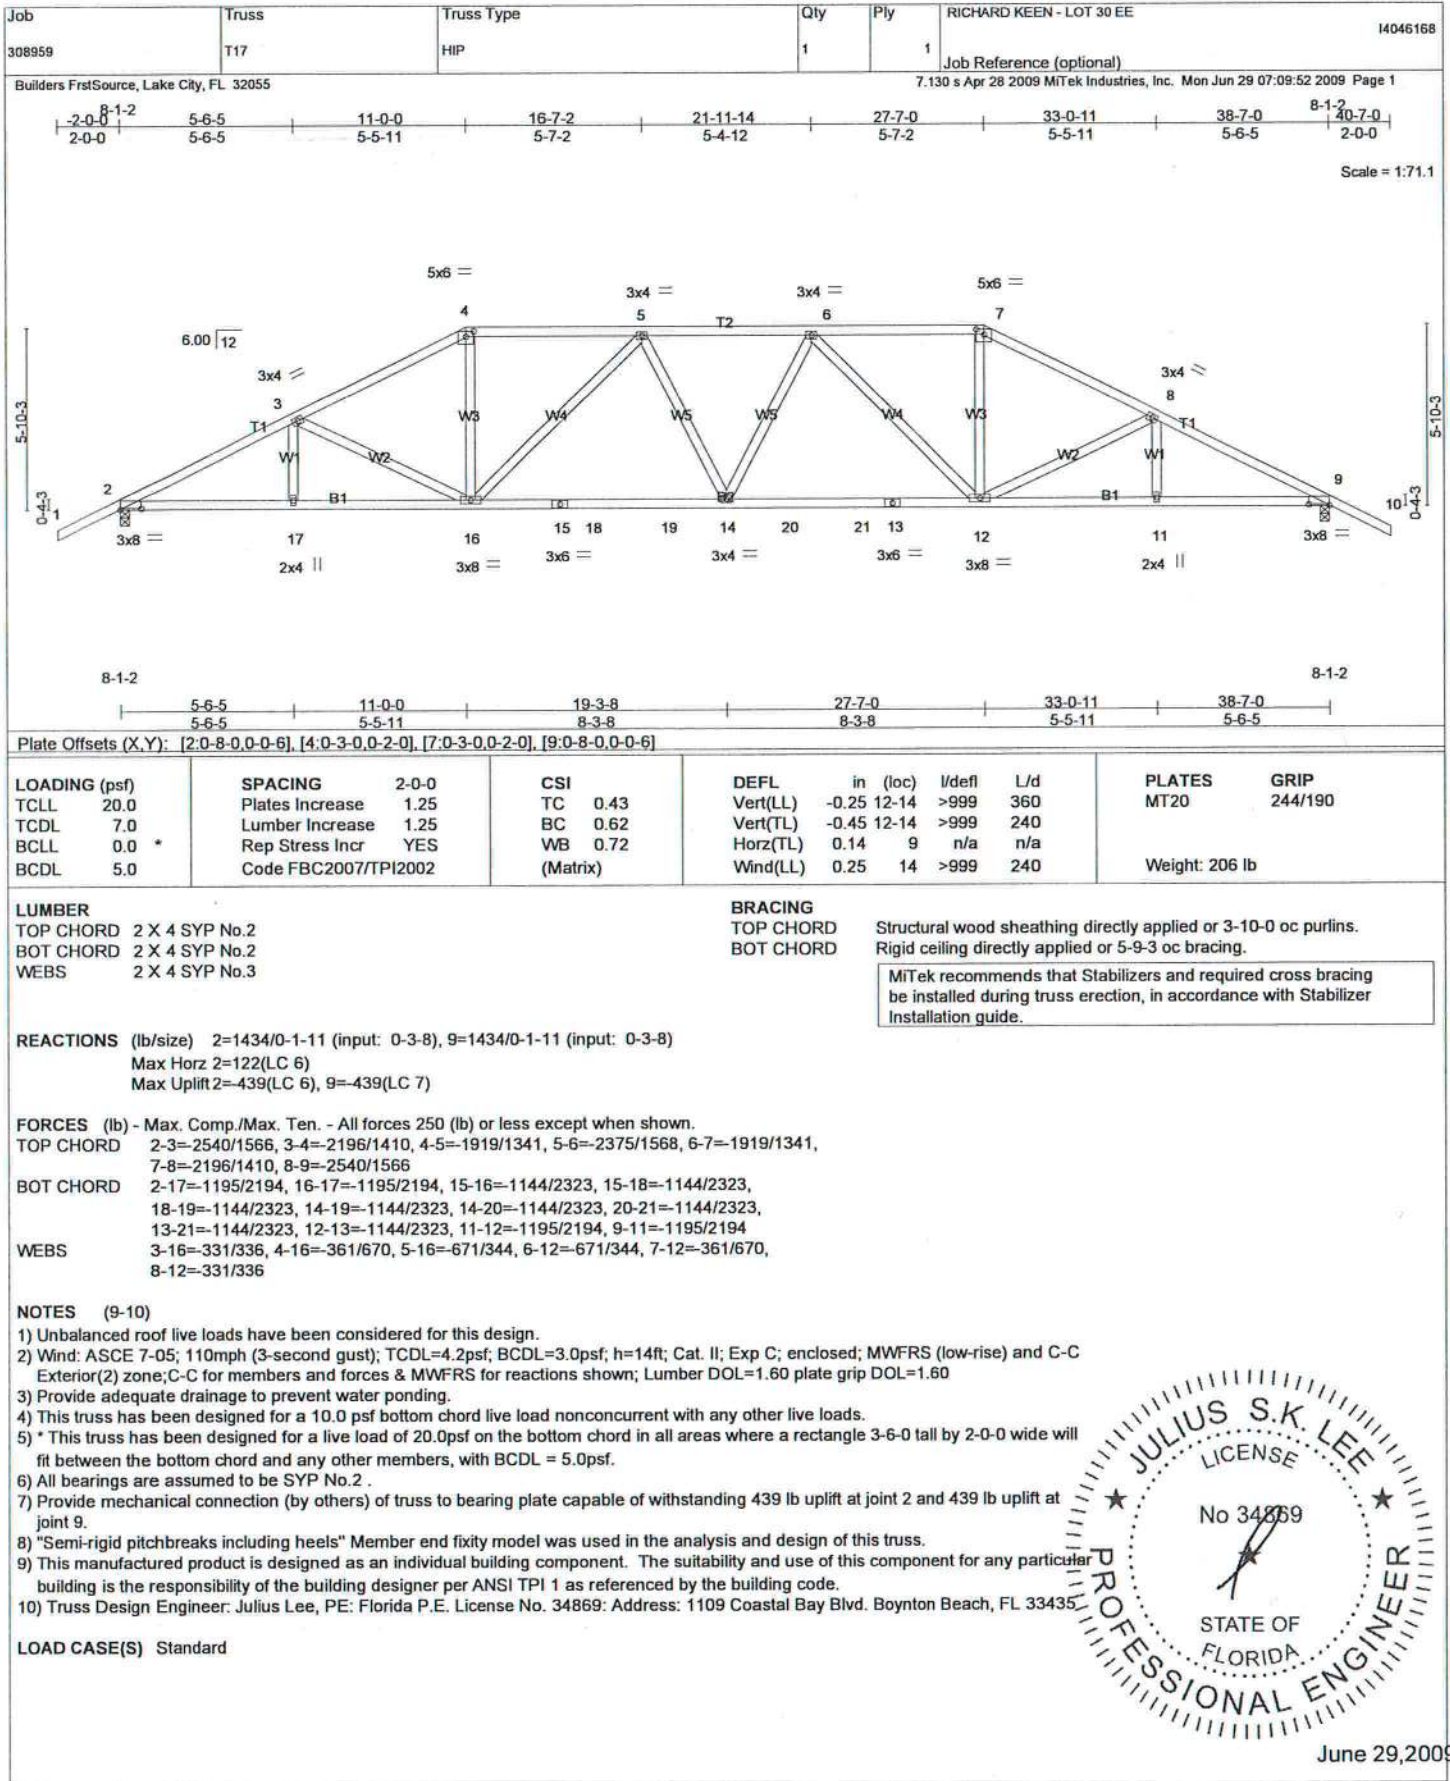 Job Truss Truss Type Qty Ply RICHARD KEEN - LOT 30 EE
I4046168
308959 T17 HIP 1 1
Job Reference (optional)
Builders FrstSource, Lake City, FL 32055 7.130 s Apr 28 2009 MiTek Industries, Inc. Mon Jun 29 07:09:52 2009 Page 1
8-1-2 8-1-2
-2-0-0 5-6-5 11-0-0 16-7-2 21-11-14 27-7-0 33-0-11 38-7-0 40-7-0
2-0-0 5-6-5 5-5-11 5-7-2 5-4-12 5-7-2 5-5-11 5-6-5 2-0-0
Scale = 1:71.1
5x6 = 3x4 = 3x4 = 5x6 =
4 5 T2 6 7
6.00 12
3x4 3x4
3 8
5-10-3 T1 W1 W2 W3 W4 W5 W5 W4 W3 W2 W1 T1 5-10-3
2 B1 B1 9
0-4-3 1 10 0-4-3
3x8 = 17 16 15 18 19 14 20 21 13 12 11 3x8 =
2x4 || 3x8 = 3x6 = 3x4 = 3x6 = 3x8 = 2x4 ||
8-1-2 8-1-2
5-6-5 11-0-0 19-3-8 27-7-0 33-0-11 38-7-0
5-6-5 5-5-11 8-3-8 8-3-8 5-5-11 5-6-5
Plate Offsets (X,Y): [2:0-8-0,0-0-6], [4:0-3-0,0-2-0], [7:0-3-0,0-2-0], [9:0-8-0,0-0-6]
LOADING (psf) SPACING 2-0-0 CSI DEFL in (loc) l/defl L/d PLATES GRIP
TCLL 20.0 Plates Increase 1.25 TC 0.43 Vert(LL) -0.25 12-14 >999 360 MT20 244/190
TCDL 7.0 Lumber Increase 1.25 BC 0.62 Vert(TL) -0.45 12-14 >999 240
BCLL 0.0 * Rep Stress Incr YES WB 0.72 Horz(TL) 0.14 9 n/a n/a
BCDL 5.0 Code FBC2007/TPI2002 (Matrix) Wind(LL) 0.25 14 >999 240 Weight: 206 lb
LUMBER
TOP CHORD 2 X 4 SYP No.2
BOT CHORD 2 X 4 SYP No.2
WEBS 2 X 4 SYP No.3
BRACING
TOP CHORD Structural wood sheathing directly applied or 3-10-0 oc purlins.
BOT CHORD Rigid ceiling directly applied or 5-9-3 oc bracing.
MiTek recommends that Stabilizers and required cross bracing
be installed during truss erection, in accordance with Stabilizer
Installation guide.
REACTIONS (lb/size) 2=1434/0-1-11 (input: 0-3-8), 9=1434/0-1-11 (input: 0-3-8)
Max Horz 2=122(LC 6)
Max Uplift 2=-439(LC 6), 9=-439(LC 7)
FORCES (lb) - Max. Comp./Max. Ten. - All forces 250 (lb) or less except when shown.
TOP CHORD 2-3=-2540/1566, 3-4=-2196/1410, 4-5=-1919/1341, 5-6=-2375/1568, 6-7=-1919/1341,
7-8=-2196/1410, 8-9=-2540/1566
BOT CHORD 2-17=-1195/2194, 16-17=-1195/2194, 15-16=-1144/2323, 15-18=-1144/2323,
18-19=-1144/2323, 14-19=-1144/2323, 14-20=-1144/2323, 20-21=-1144/2323,
13-21=-1144/2323, 12-13=-1144/2323, 11-12=-1195/2194, 9-11=-1195/2194
WEBS 3-16=-331/336, 4-16=-361/670, 5-16=-671/344, 6-12=-671/344, 7-12=-361/670,
8-12=-331/336
NOTES (9-10)
1) Unbalanced roof live loads have been considered for this design.
2) Wind: ASCE 7-05; 110mph (3-second gust); TCDL=4.2psf; BCDL=3.0psf; h=14ft; Cat. II; Exp C; enclosed; MWFRS (low-rise) and C-C
Exterior(2) zone;C-C for members and forces & MWFRS for reactions shown; Lumber DOL=1.60 plate grip DOL=1.60
3) Provide adequate drainage to prevent water ponding.
4) This truss has been designed for a 10.0 psf bottom chord live load nonconcurrent with any other live loads.
5) * This truss has been designed for a live load of 20.0psf on the bottom chord in all areas where a rectangle 3-6-0 tall by 2-0-0 wide will
fit between the bottom chord and any other members, with BCDL = 5.0psf.
6) All bearings are assumed to be SYP No.2 .
7) Provide mechanical connection (by others) of truss to bearing plate capable of withstanding 439 lb uplift at joint 2 and 439 lb uplift at
joint 9.
8) "Semi-rigid pitchbreaks including heels" Member end fixity model was used in the analysis and design of this truss.
9) This manufactured product is designed as an individual building component. The suitability and use of this component for any particular
building is the responsibility of the building designer per ANSI TPI 1 as referenced by the building code.
10) Truss Design Engineer: Julius Lee, PE: Florida P.E. License No. 34869: Address: 1109 Coastal Bay Blvd. Boynton Beach, FL 33435
LOAD CASE(S) Standard
JULIUS S.K. LEE
LICENSE
No 34869
STATE OF
FLORIDA
PROFESSIONAL ENGINEER
June 29,2009